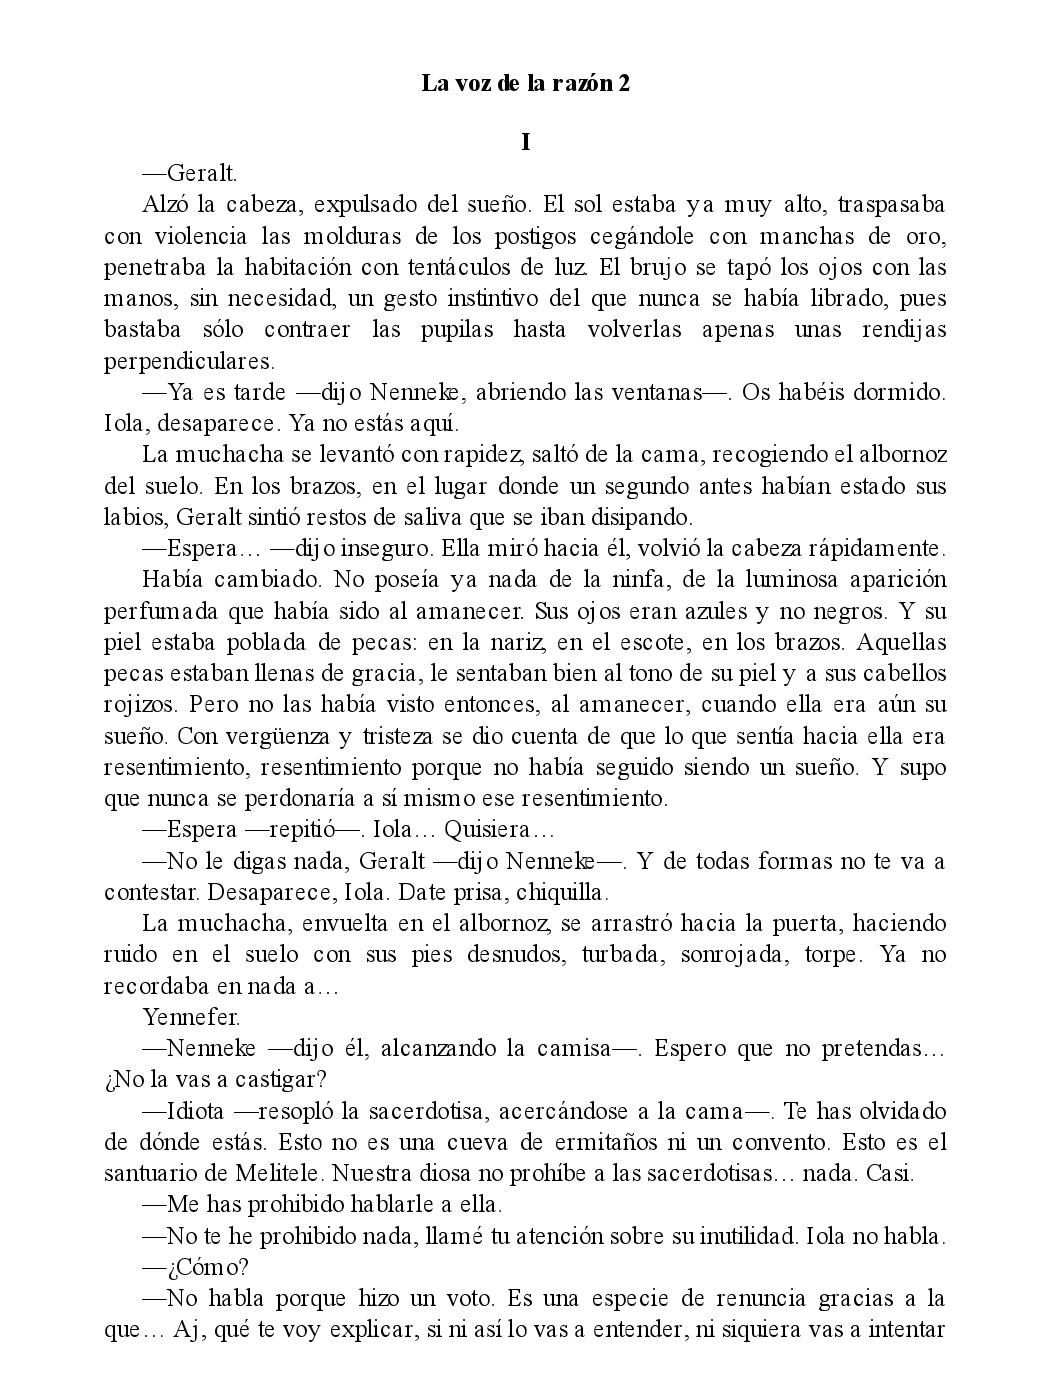 La voz de la razón 2
I
—Geralt.
Alzó la cabeza, expulsado del sueño. El sol estaba ya muy alto, traspasaba
con violencia las molduras de los postigos cegándole con manchas de oro,
penetraba la habitación con tentáculos de luz. El brujo se tapó los ojos con las
manos, sin necesidad, un gesto instintivo del que nunca se había librado, pues
bastaba sólo contraer las pupilas hasta volverlas apenas unas rendijas
perpendiculares.
—Ya es tarde —dijo Nenneke, abriendo las ventanas—. Os habéis dormido.
Iola, desaparece. Ya no estás aquí.
La muchacha se levantó con rapidez, saltó de la cama, recogiendo el albornoz
del suelo. En los brazos, en el lugar donde un segundo antes habían estado sus
labios, Geralt sintió restos de saliva que se iban disipando.
—Espera… —dijo inseguro. Ella miró hacia él, volvió la cabeza rápidamente.
Había cambiado. No poseía ya nada de la ninfa, de la luminosa aparición
perfumada que había sido al amanecer. Sus ojos eran azules y no negros. Y su
piel estaba poblada de pecas: en la nariz, en el escote, en los brazos. Aquellas
pecas estaban llenas de gracia, le sentaban bien al tono de su piel y a sus cabellos
rojizos. Pero no las había visto entonces, al amanecer, cuando ella era aún su
sueño. Con vergüenza y tristeza se dio cuenta de que lo que sentía hacia ella era
resentimiento, resentimiento porque no había seguido siendo un sueño. Y supo
que nunca se perdonaría a sí mismo ese resentimiento.
—Espera —repitió—. Iola… Quisiera…
—No le digas nada, Geralt —dijo Nenneke—. Y de todas formas no te va a
contestar. Desaparece, Iola. Date prisa, chiquilla.
La muchacha, envuelta en el albornoz, se arrastró hacia la puerta, haciendo
ruido en el suelo con sus pies desnudos, turbada, sonrojada, torpe. Ya no
recordaba en nada a…
Yennefer.
—Nenneke —dijo él, alcanzando la camisa—. Espero que no pretendas…
¿No la vas a castigar?
—Idiota —resopló la sacerdotisa, acercándose a la cama—. Te has olvidado
de dónde estás. Esto no es una cueva de ermitaños ni un convento. Esto es el
santuario de Melitele. Nuestra diosa no prohíbe a las sacerdotisas… nada. Casi.
—Me has prohibido hablarle a ella.
—No te he prohibido nada, llamé tu atención sobre su inutilidad. Iola no habla.
—¿Cómo?
—No habla porque hizo un voto. Es una especie de renuncia gracias a la
que… Aj, qué te voy explicar, si ni así lo vas a entender, ni siquiera vas a intentar